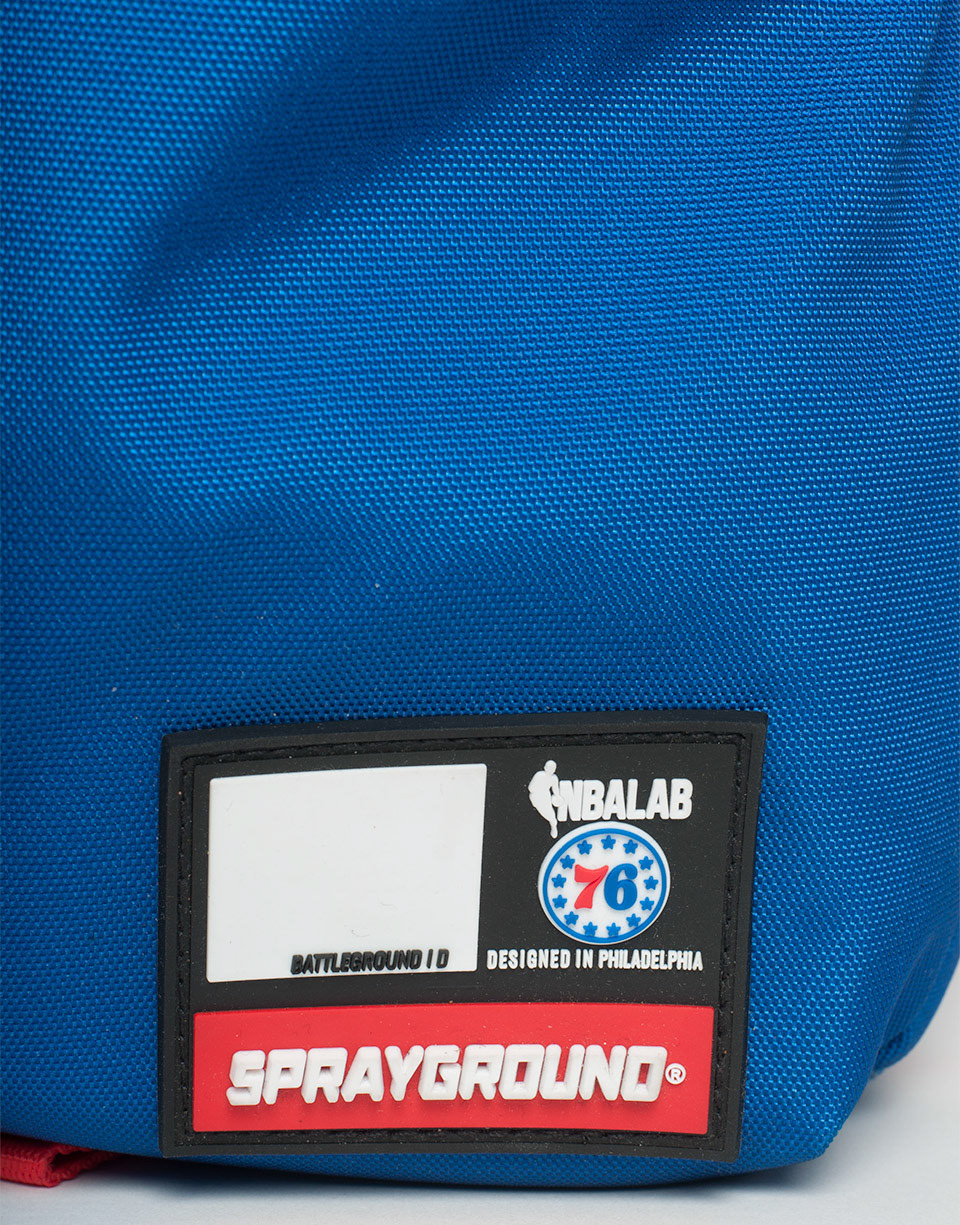 NBALAB
76
BATTLEGROUND I D
DESIGNED IN PHILADELPHIA
SPRAYGROUND®